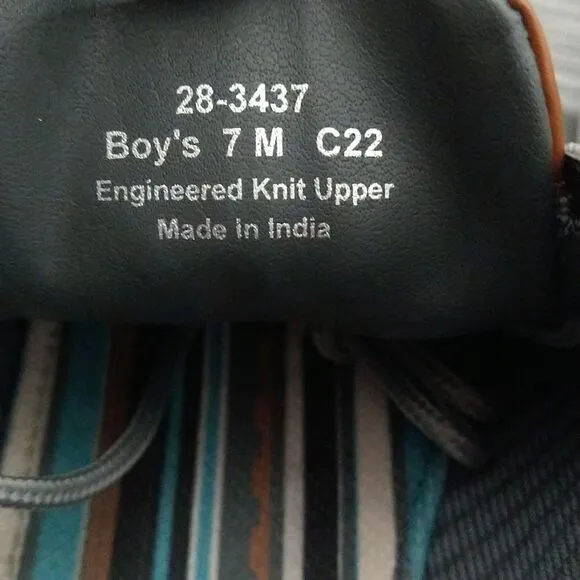 28-3437
Boy's 7 M C22
Engineered Knit Upper
Made in India